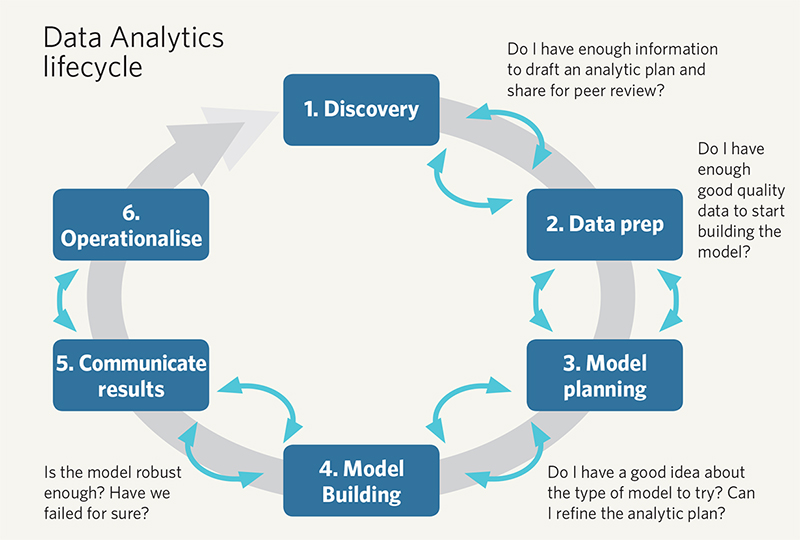 Data Analytics
lifecycle
1. Discovery
Do I have enough information
to draft an analytic plan and
share for peer review?
2. Data prep
Do I have
enough
good quality
data to start
building the
model?
3. Model
planning
Do I have a good idea about
the type of model to try? Can
I refine the analytic plan?
4. Model
Building
Is the model robust
enough? Have we
failed for sure?
5. Communicate
results
6.
Operationalise